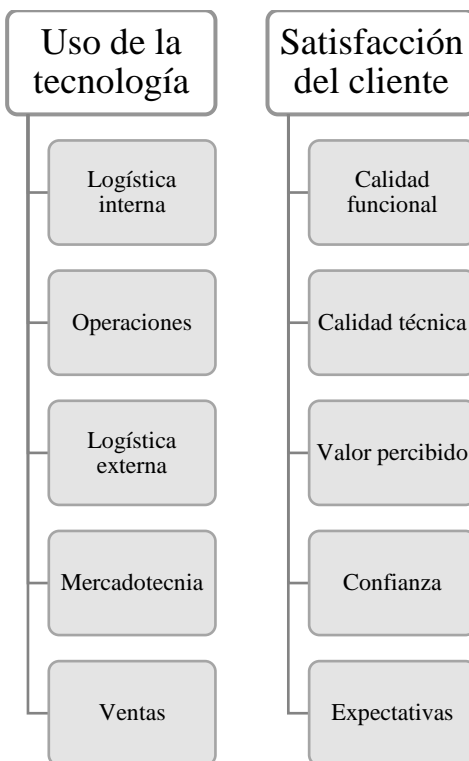 Uso de la
tecnología
Logística
interna
Operaciones
Logística
externa
Mercadotecnia
Ventas
Satisfacción
del cliente
Calidad
funcional
Calidad técnica
Valor percibido
Confianza
Expectativas